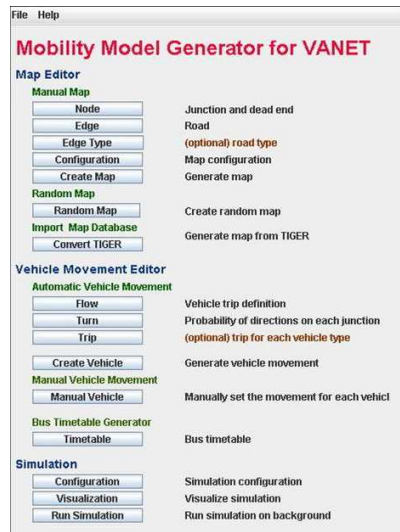 File Help
Mobility Model Generator for VANET
Map Editor
Manual Map
Node Junction and dead end
Edge Road
Edge Type (optional) road type
Configuration Map configuration
Create Map Generate map
Random Map
Random Map Create random map
Import Map Database
Convert TIGER Generate map from TIGER
Vehicle Movement Editor
Automatic Vehicle Movement
Flow Vehicle trip definition
Turn Probability of directions on each junction
Trip (optional) trip for each vehicle type
Create Vehicle Generate vehicle movement
Manual Vehicle Movement
Manual Vehicle Manually set the movement for each vehicl
Bus Timetable Generator
Timetable Bus timetable
Simulation
Configuration Simulation configuration
Visualization Visualize simulation
Run Simulation Run simulation on background